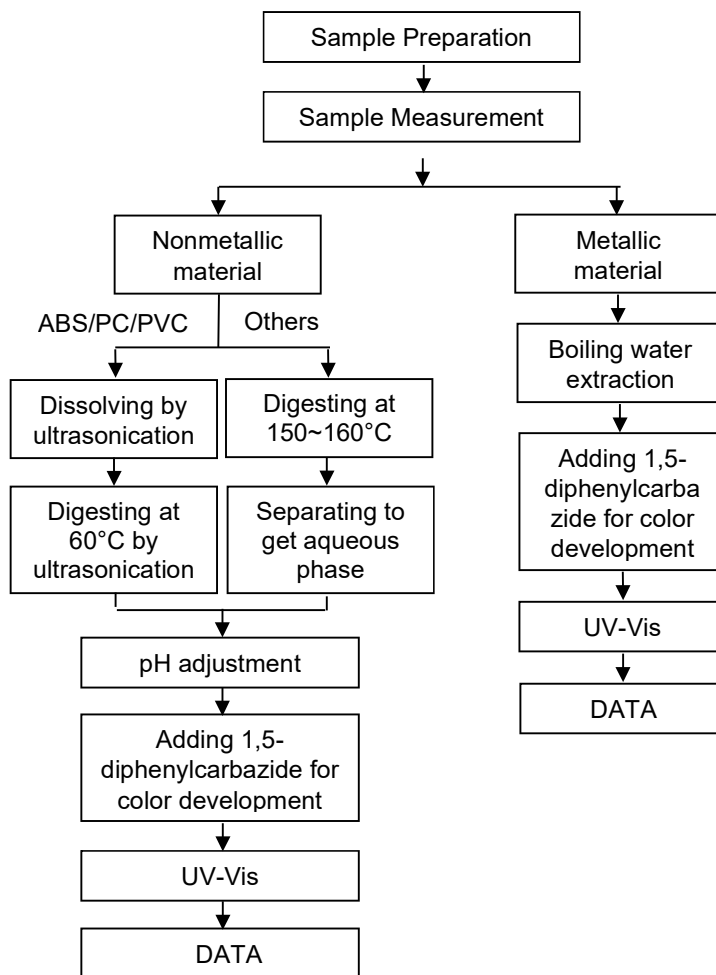 Sample Preparation
Sample Measurement
Nonmetallic
material
ABS/PC/PVC
Others
Dissolving by
ultrasonication
Digesting at
150~160°C
Digesting at
60°C by
ultrasonication
Separating to
get aqueous
phase
pH adjustment
Adding 1,5-
diphenylcarbazide for
color development
UV-Vis
DATA
Metallic
material
Boiling water
extraction
Adding 1,5-
diphenylcarba
zide for color
development
UV-Vis
DATA